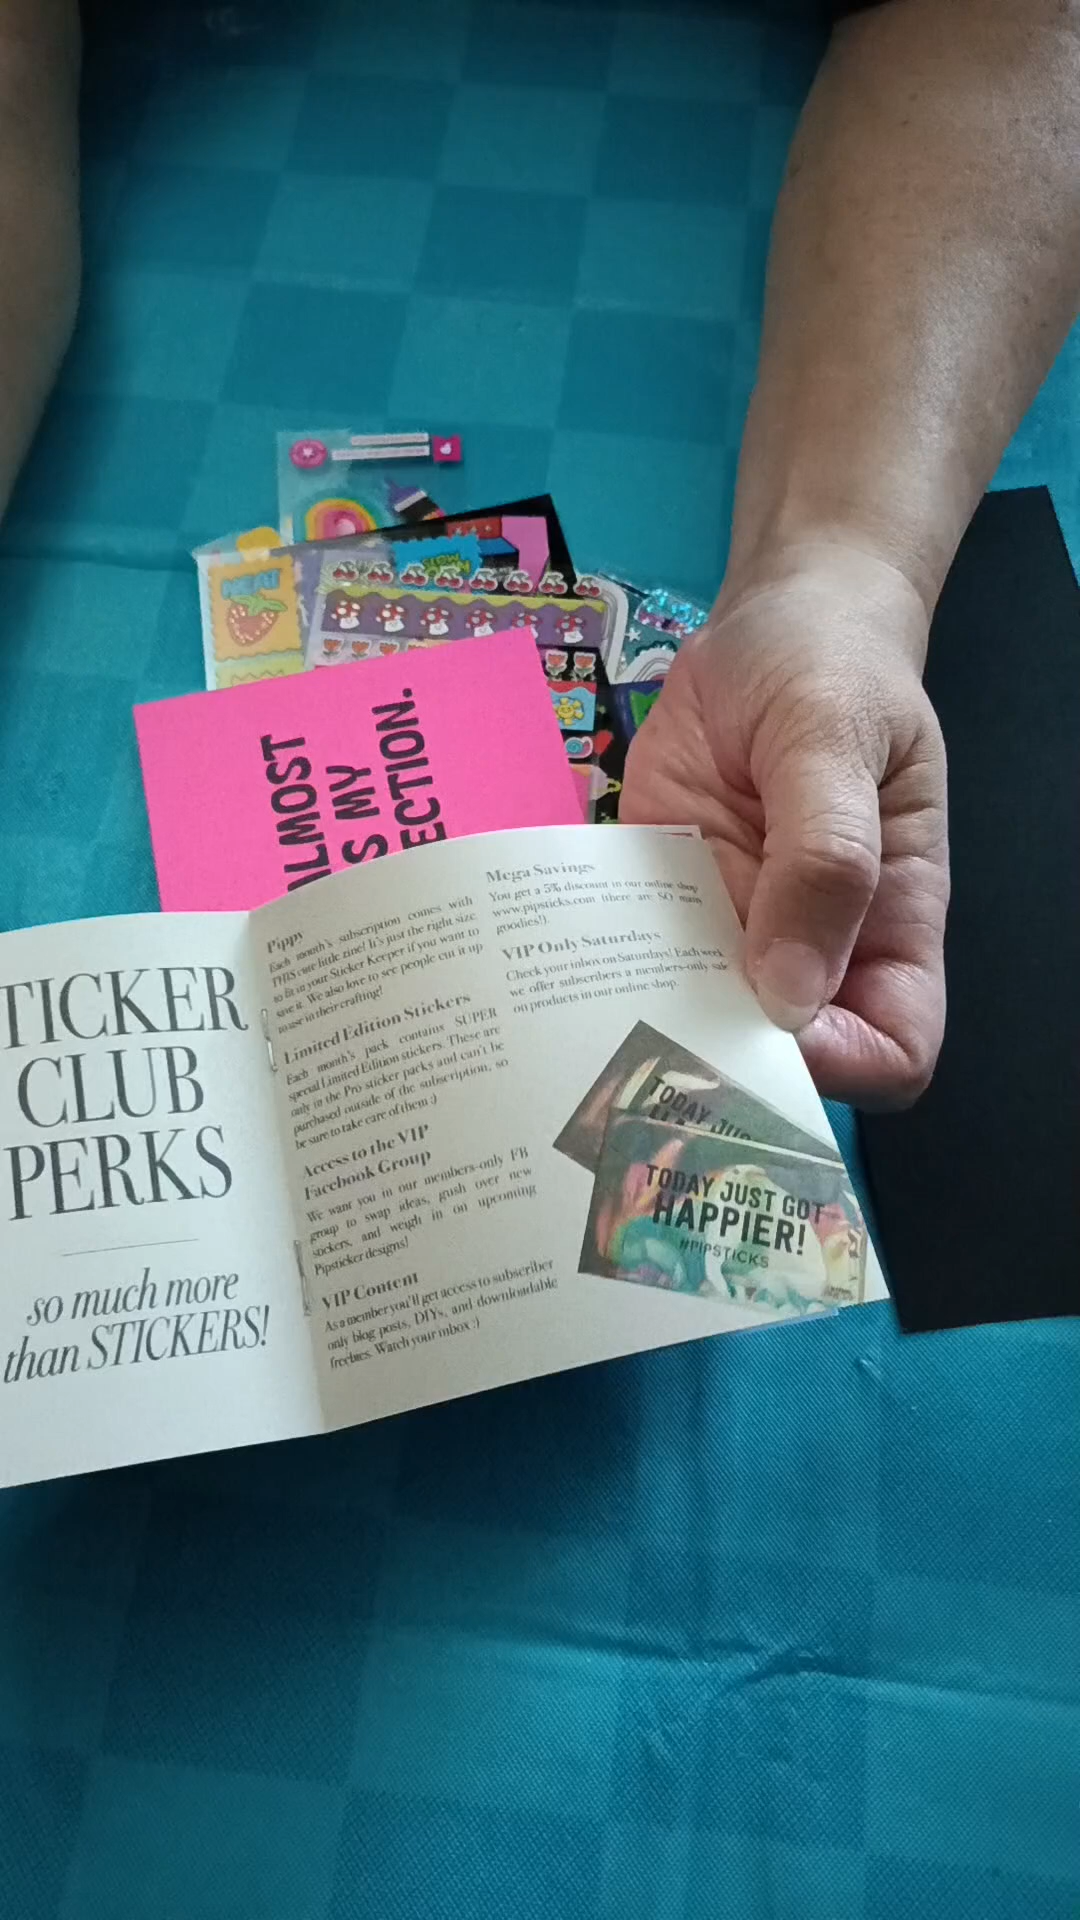 NEAT
SLOW
LMOST
S MY
ECTION.
TICKER
CLUB
PERKS
so much more
than STICKERS!
Pippy
Each month's subscription comes with
THIS cute little zine! It's just the right size
to fit in your Sticker Keeper if you want to
save it. We also love to see people cut it up
to use in their crafting!
Limited Edition Stickers
Each month's pack contains SUPER
special Limited Edition stickers. These are
only in the Pro sticker packs and can't be
purchased outside of the subscription, so
be sure to take care of them :)
Access to the VIP
Facebook Group
We want you in our members-only FB
group to swap ideas, gush over new
stickers, and weigh in on upcoming
Pipsticker designs!
VIP Content
As a member you'll get access to subscriber
only blog posts, DIYs, and downloadable
freebies. Watch your inbox :)
Mega Savings
You get a 5% discount in our online shop
www.pipsticks.com (there are SO many
goodies!).
VIP Only Saturdays
Check your inbox on Saturdays! Each week
we offer subscribers a members-only sale
on products in our online shop.
TODAY JUS
TODAY JUST GOT
HAPPIER!
#PIPSTICKS